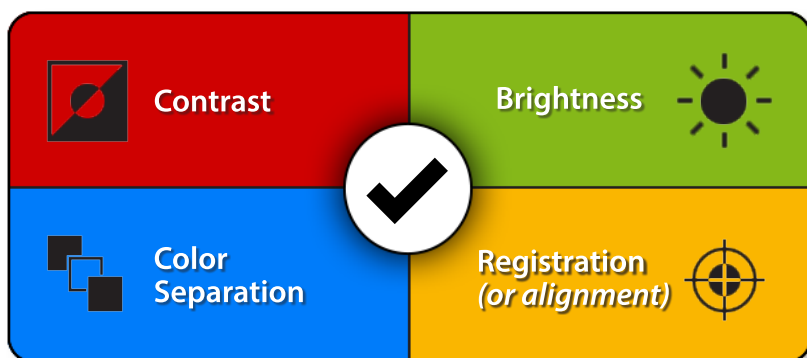 Contrast
Brightness
Color
Separation
Registration
(or alignment)